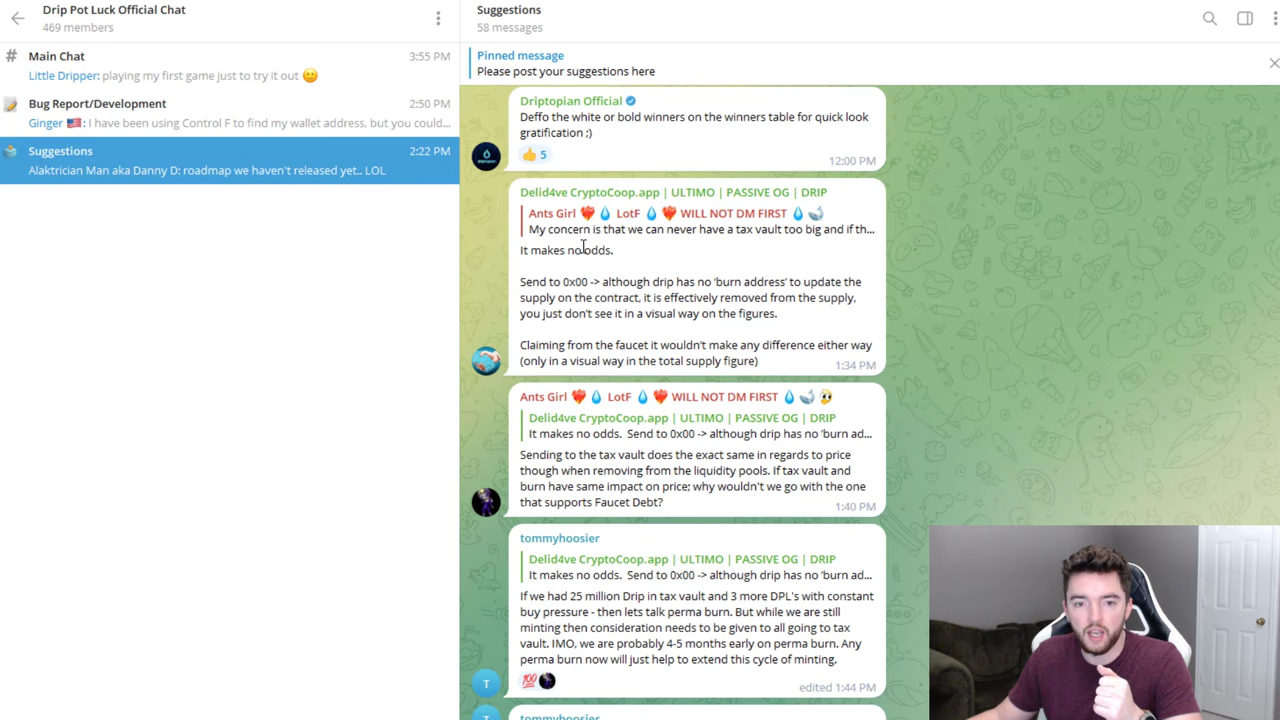 Drip Pot Luck Official Chat
469 members
Main Chat
3:55 PM
Little Dripper: playing my first game just to try it out 🙂
Bug Report/Development
2:50 PM
Ginger 🇺🇸: I have been using Control F to find my wallet address, but you could...
Suggestions
2:22 PM
Alaktrician Man aka Danny D: roadmap we haven't released yet.. LOL
Suggestions
58 messages
Pinned message
Please post your suggestions here
Driptopian Official
Deffo the white or bold winners on the winners table for quick look
gratification ;)
👍 5
12:00 PM
Delid4ve CryptoCoop.app | ULTIMO | PASSIVE OG | DRIP
Ants Girl ❤️‍🔥 💧 LotF 💧 ❤️‍🔥 WILL NOT DM FIRST 💧 🐳
My concern is that we can never have a tax vault too big and if th...
It makes no odds.
Send to 0x00 -> although drip has no 'burn address' to update the
supply on the contract, it is effectively removed from the supply,
you just don't see it in a visual way on the figures.
Claiming from the faucet it wouldn't make any difference either way
(only in a visual way in the total supply figure)
1:34 PM
Ants Girl ❤️‍🔥 💧 LotF 💧 ❤️‍🔥 WILL NOT DM FIRST 💧 🐳
Delid4ve CryptoCoop.app | ULTIMO | PASSIVE OG | DRIP
It makes no odds. Send to 0x00 -> although drip has no 'burn ad...
Sending to the tax vault does the exact same in regards to price
though when removing from the liquidity pools. If tax vault and
burn have same impact on price; why wouldn't we go with the one
that supports Faucet Debt?
1:40 PM
tommyhoosier
Delid4ve CryptoCoop.app | ULTIMO | PASSIVE OG | DRIP
It makes no odds. Send to 0x00 -> although drip has no 'burn ad...
If we had 25 million Drip in tax vault and 3 more DPL's with constant
buy pressure - then lets talk perma burn. But while we are still
minting then consideration needs to be given to all going to tax
vault. IMO, we are probably 4-5 months early on perma burn. Any
perma burn now will just help to extend this cycle of minting.
💯
edited 1:44 PM
T
tommyhoosier